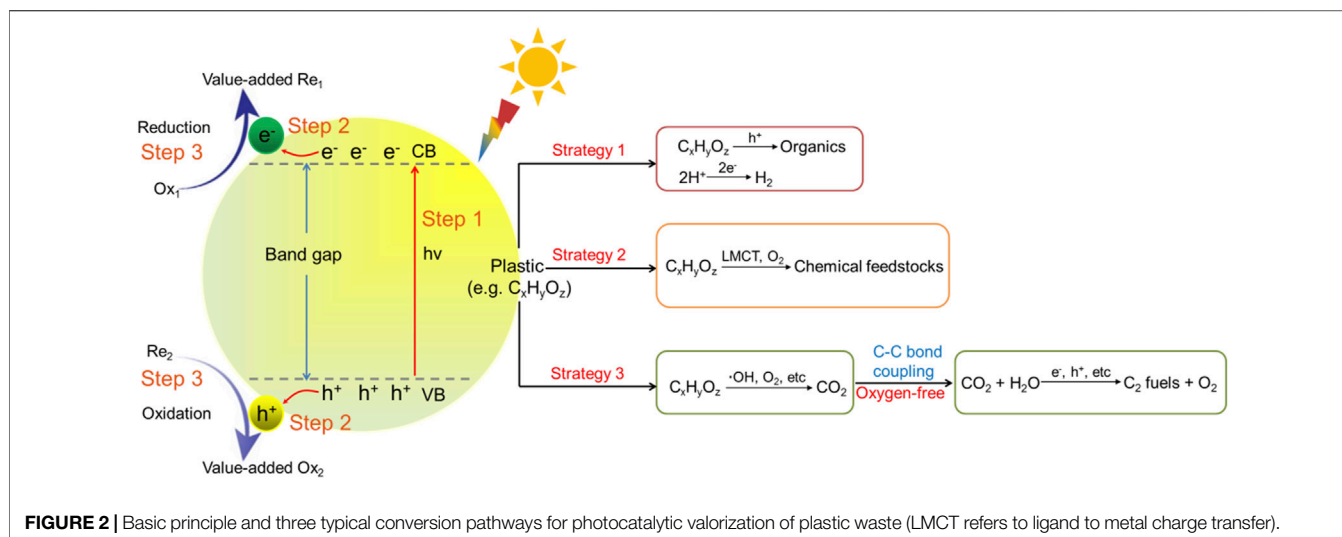 Value-added Re₁
Reduction
Step 3
Ox₁
e⁻
Step 2
e⁻ e⁻ e⁻ CB
Step 1
Band gap
hv
Re₂
Step 3
Oxidation
h⁺ h⁺ h⁺ VB
h⁺
Step 2
Value-added Ox₂
Plastic
(e.g. CₓHᵧO𝓏)
Strategy 1
CₓHᵧO𝓏 h⁺ Organics
2H⁺ 2e⁻ H₂
Strategy 2
CₓHᵧO𝓏 LMCT, O₂ Chemical feedstocks
Strategy 3
CₓHᵧO𝓏 ·OH, O₂, etc CO₂
C-C bond
coupling
Oxygen-free
CO₂ + H₂O e⁻, h⁺, etc C₂ fuels + O₂
FIGURE 2 | Basic principle and three typical conversion pathways for photocatalytic valorization of plastic waste (LMCT refers to ligand to metal charge transfer).